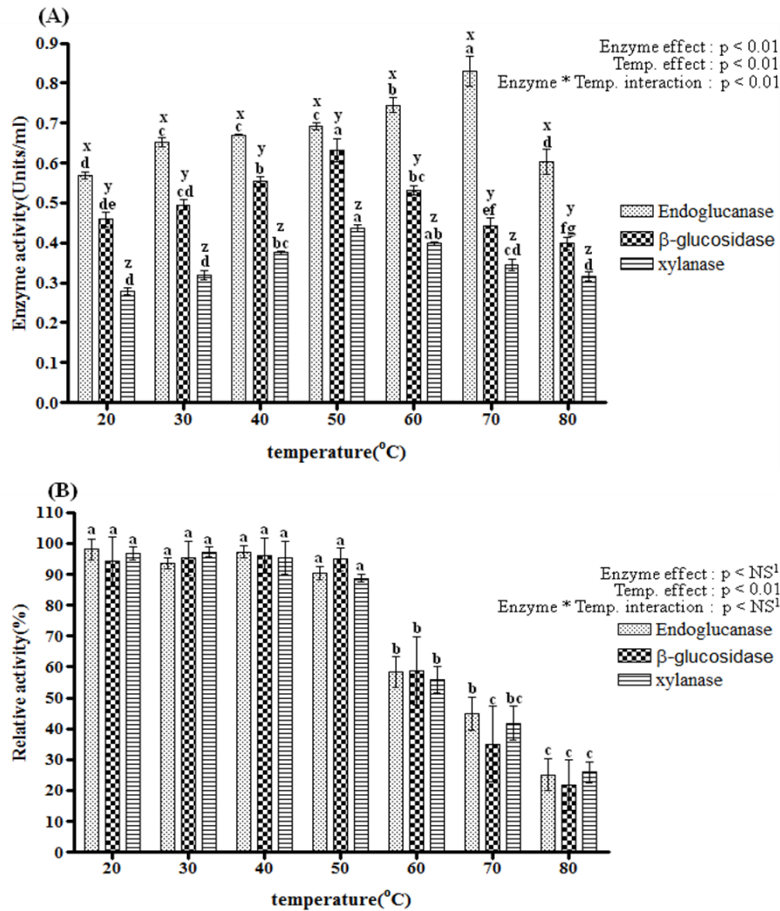 (A)
Enzyme effect : p < 0.01
Temp. effect : p < 0.01
Enzyme * Temp. interaction : p < 0.01
Enzyme activity(Units/ml)
0.9
0.8
0.7
0.6
0.5
0.4
0.3
0.2
0.1
0.0
x
d
y
de
z
d
x
c
y
cd
z
d
x
c
y
b
z
bc
x
c
y
a
z
a
x
b
y
bc
z
ab
x
a
y
ef
z
cd
x
d
y
fg
z
d
Endoglucanase
β-glucosidase
xylanase
20 30 40 50 60 70 80
temperature(°C)
(B)
Enzyme effect : p < NS¹
Temp. effect : p < 0.01
Enzyme * Temp. interaction : p < NS¹
Relative activity(%)
110
100
90
80
70
60
50
40
30
20
10
0
a a a a a a a a a a a a b b b b c bc c c c
Endoglucanase
β-glucosidase
xylanase
20 30 40 50 60 70 80
temperature(°C)